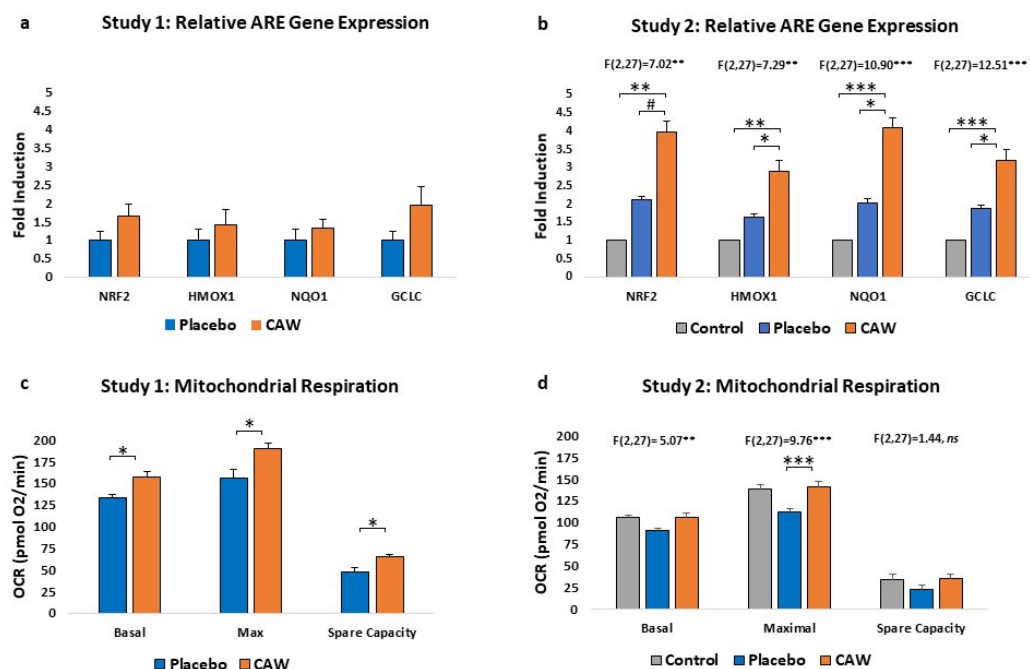 a
Study 1: Relative ARE Gene Expression
Fold Induction
5
4.5
4
3.5
3
2.5
2
1.5
1
0.5
0
NRF2 HMOX1 NQO1 GCLC
Placebo CAW
b
Study 2: Relative ARE Gene Expression
F(2,27)=7.02** F(2,27)=7.29** F(2,27)=10.90*** F(2,27)=12.51***
Fold Induction
5
4.5
4
3.5
3
2.5
2
1.5
1
0.5
0
** #
** *
*** *
*** *
NRF2 HMOX1 NQO1 GCLC
Control Placebo CAW
c
Study 1: Mitochondrial Respiration
OCR (pmol O2/min)
200
175
150
125
100
75
50
25
0
* * *
Basal Max Spare Capacity
Placebo CAW
d
Study 2: Mitochondrial Respiration
F(2,27)= 5.07** F(2,27)=9.76*** F(2,27)=1.44, ns
OCR (pmol O2/min)
200
175
150
125
100
75
50
25
0
***
Basal Maximal Spare Capacity
Control Placebo CAW